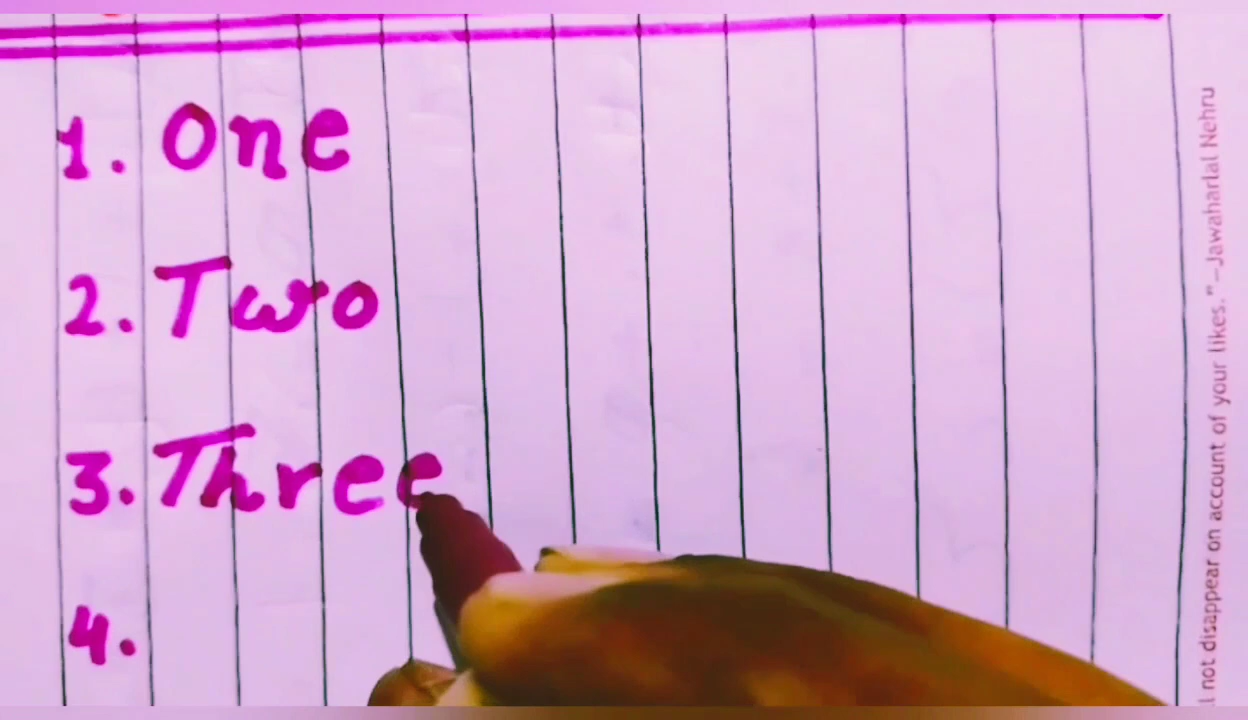 1. One
2. Two
3. Three
4.
l not disappear on account of your likes." –Jawaharlal Nehru